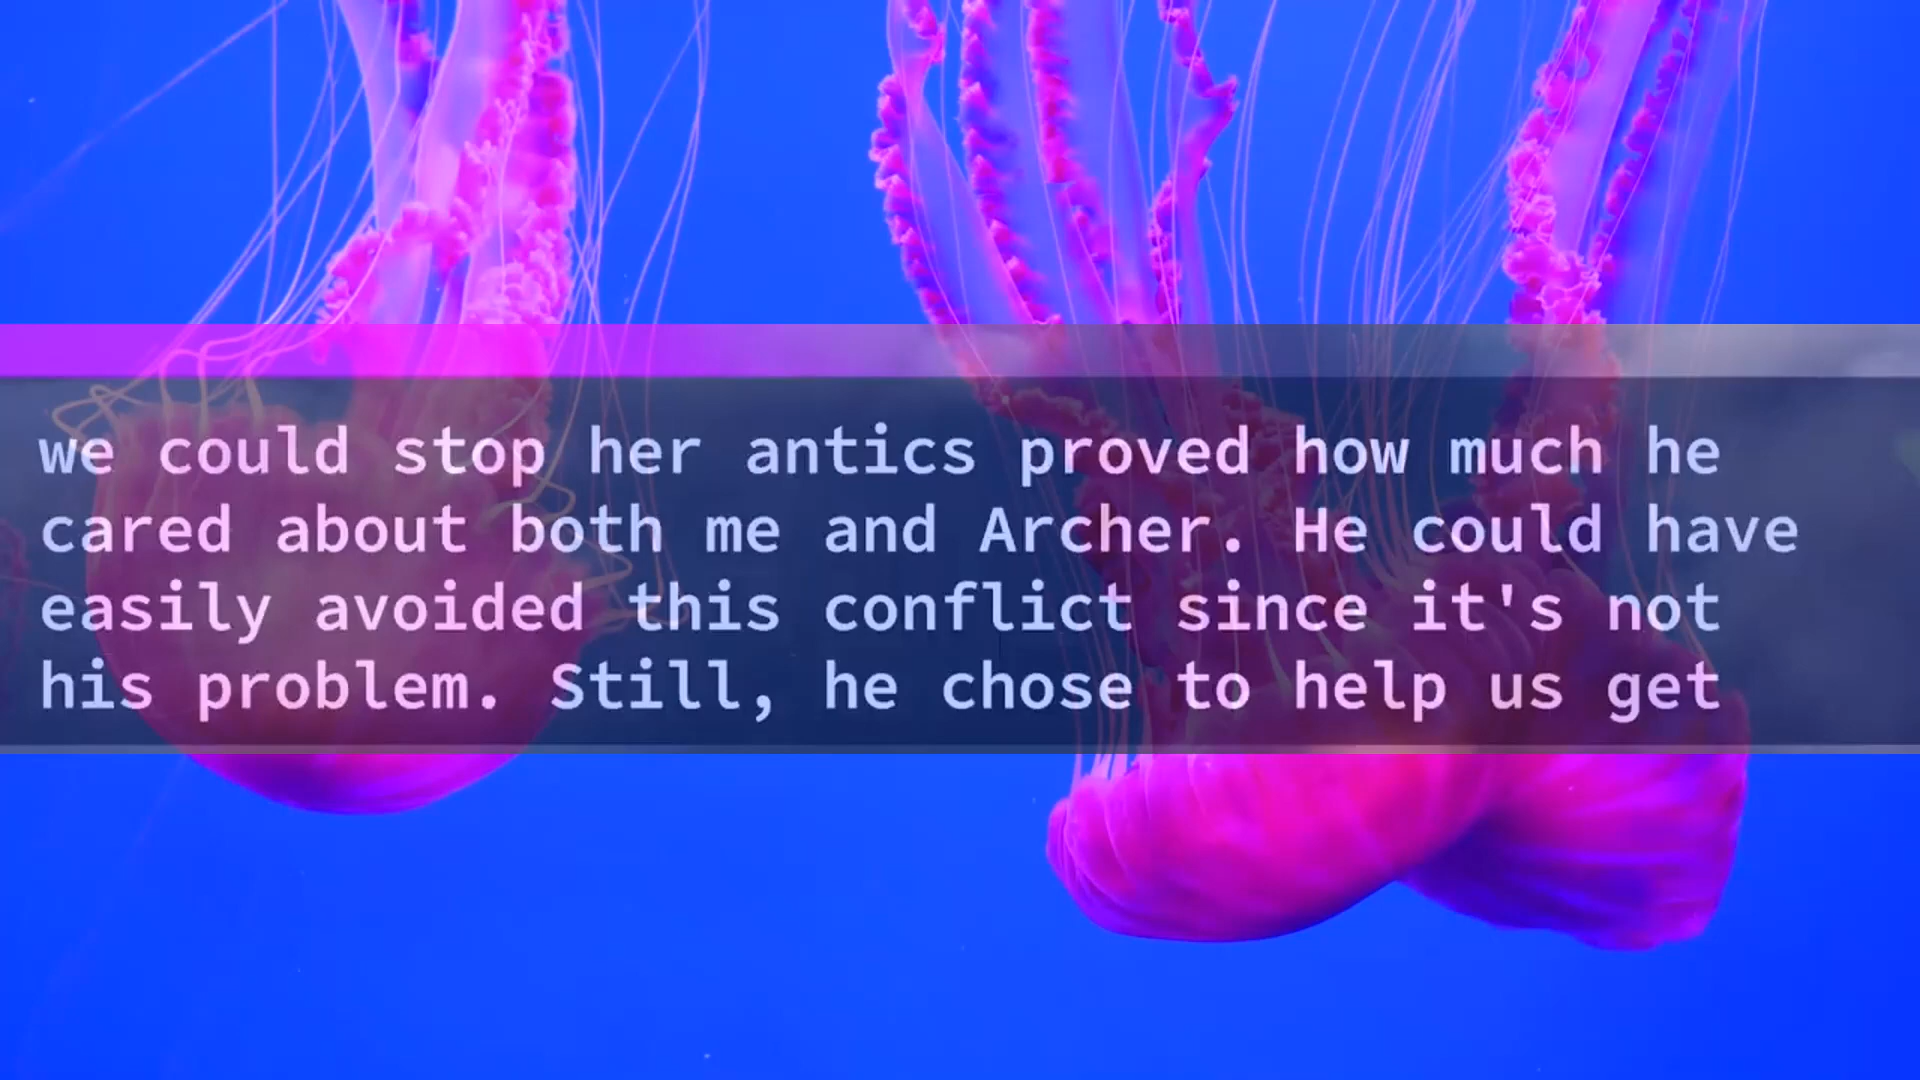 we could stop her antics proved how much he
cared about both me and Archer. He could have
easily avoided this conflict since it's not
his problem. Still, he chose to help us get